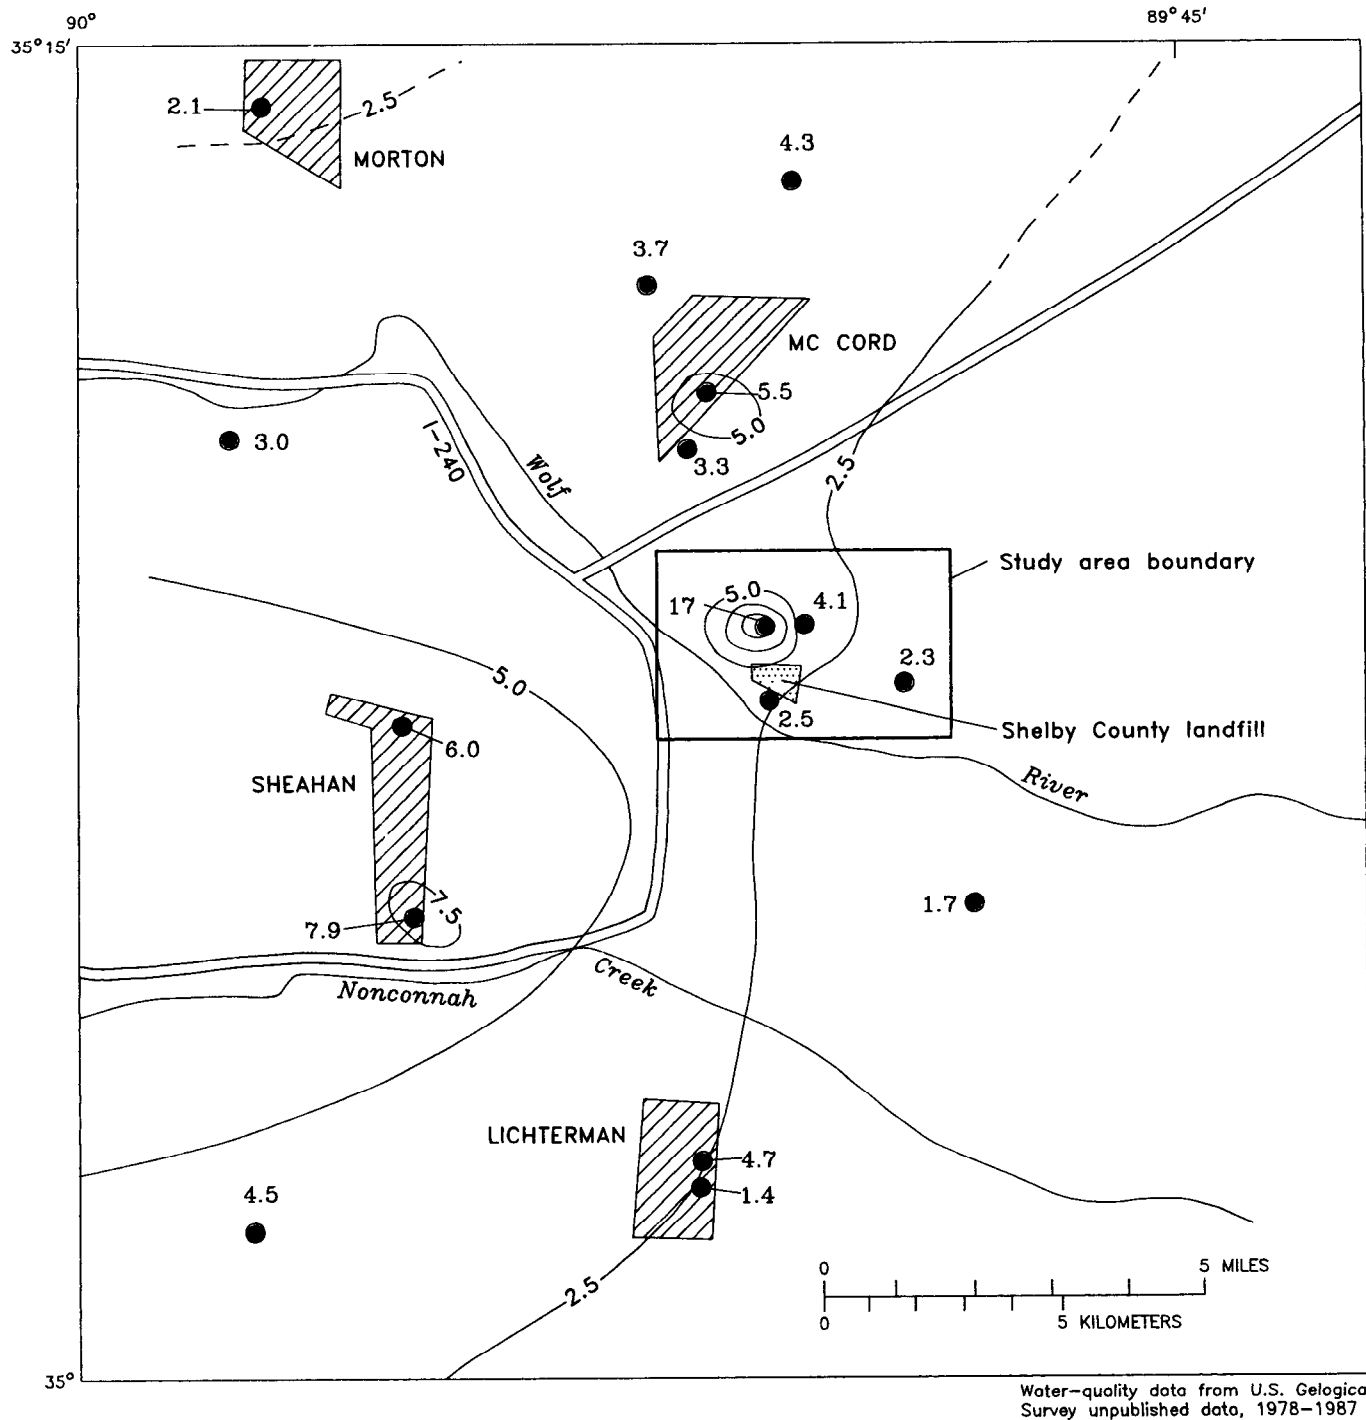 90°
89° 45'
35° 15'
2.1
2.5
MORTON
4.3
3.7
MC CORD
5.5
5.0
3.0
I-240
Wolf
3.3
2.5
Study area boundary
5.0
17
4.1
2.3
5.0
2.5
Shelby County landfill
6.0
SHEAHAN
River
7.5
7.9
1.7
Creek
Nonconnah
LICHTERMAN
4.7
1.4
4.5
0 5 MILES
2.5
0 5 KILOMETERS
35°
Water-quality data from U.S. Gelogica
Survey unpublished data, 1978-1987